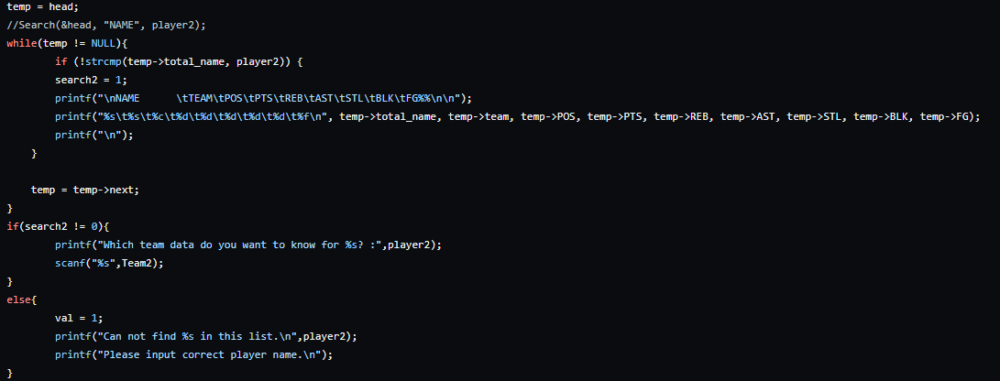 temp = head;
//Search(&head, "NAME", player2);
while(temp != NULL){
        if (!strcmp(temp->total_name, player2)) {
        search2 = 1;
        printf("\nNAME      \tTEAM\tPOS\tPTS\tREB\tAST\tSTL\tBLK\tFG%%\n\n");
        printf("%s\t%s\t%c\t%d\t%d\t%d\t%d\t%d\t%f\n", temp->total_name, temp->team, temp->POS, temp->PTS, temp->REB, temp->AST, temp->STL, temp->BLK, temp->FG);
        printf("\n");
    }

    temp = temp->next;
}
if(search2 != 0){
        printf("Which team data do you want to know for %s? :",player2);
        scanf("%s",Team2);
}
else{
        val = 1;
        printf("Can not find %s in this list.\n",player2);
        printf("Please input correct player name.\n");
}